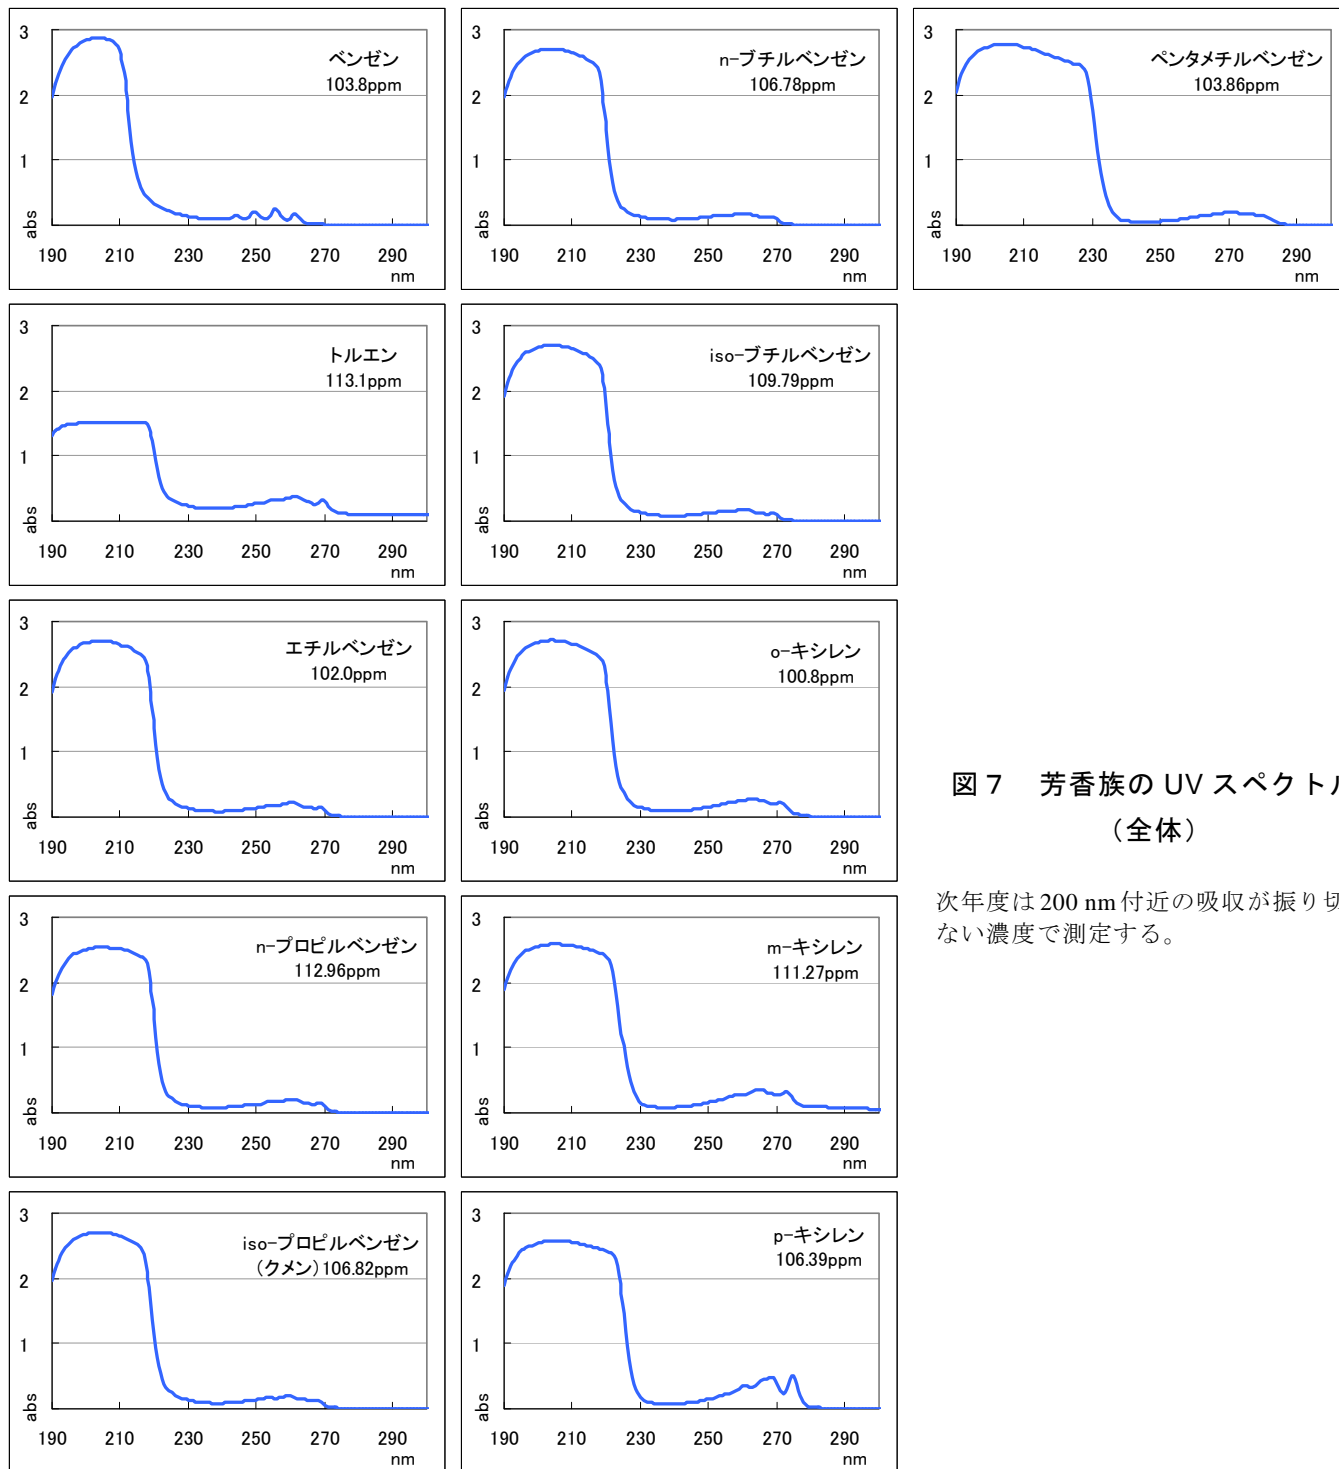 3
2
1
abs
ベンゼン
103.8ppm
190 210 230 250 270 290
nm
3
2
1
abs
n-ブチルベンゼン
106.78ppm
190 210 230 250 270 290
nm
3
2
1
abs
ペンタメチルベンゼン
103.86ppm
190 210 230 250 270 290
nm
3
2
1
abs
トルエン
113.1ppm
190 210 230 250 270 290
nm
3
2
1
abs
iso-ブチルベンゼン
109.79ppm
190 210 230 250 270 290
nm
3
2
1
abs
エチルベンゼン
102.0ppm
190 210 230 250 270 290
nm
3
2
1
abs
o-キシレン
100.8ppm
190 210 230 250 270 290
nm
3
2
1
abs
n-プロピルベンゼン
112.96ppm
190 210 230 250 270 290
nm
3
2
1
abs
m-キシレン
111.27ppm
190 210 230 250 270 290
nm
3
2
1
abs
iso-プロピルベンゼン
(クメン)106.82ppm
190 210 230 250 270 290
nm
3
2
1
abs
p-キシレン
106.39ppm
190 210 230 250 270 290
nm
図7 芳香族の UV スペクトル
(全体)
次年度は 200 nm付近の吸収が振り切
ない濃度で測定する。